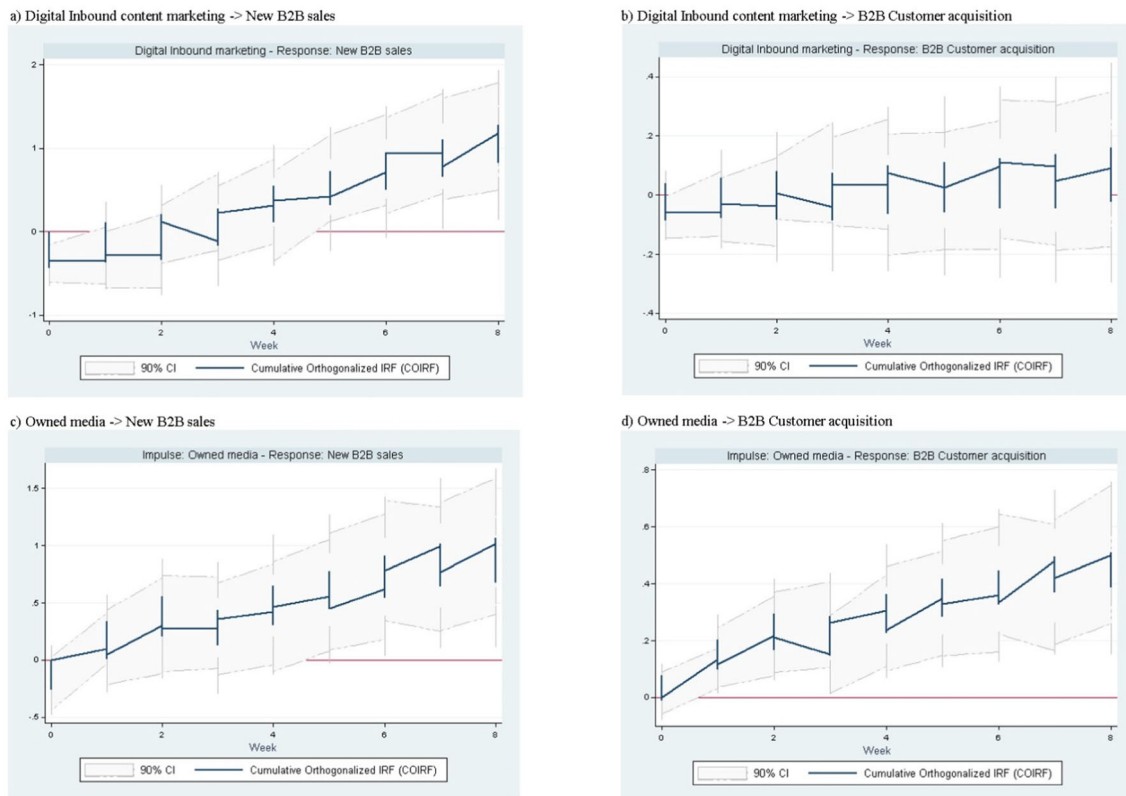 a) Digital Inbound content marketing -> New B2B sales
Digital Inbound marketing - Response: New B2B sales
2
1
0
-1
0 2 4 6 8
Week
90% CI Cumulative Orthogonalized IRF (COIRF)
b) Digital Inbound content marketing -> B2B Customer acquisition
Digital Inbound marketing - Response: B2B Customer acquisition
.4
.2
0
-.2
-.4
0 2 4 6 8
Week
90% CI Cumulative Orthogonalized IRF (COIRF)
c) Owned media -> New B2B sales
Impulse: Owned media - Response: New B2B sales
1.5
1
.5
0
-.5
0 2 4 6 8
Week
90% CI Cumulative Orthogonalized IRF (COIRF)
d) Owned media -> B2B Customer acquisition
Impulse: Owned media - Response: B2B Customer acquisition
.8
.6
.4
.2
0
0 2 4 6 8
Week
90% CI Cumulative Orthogonalized IRF (COIRF)